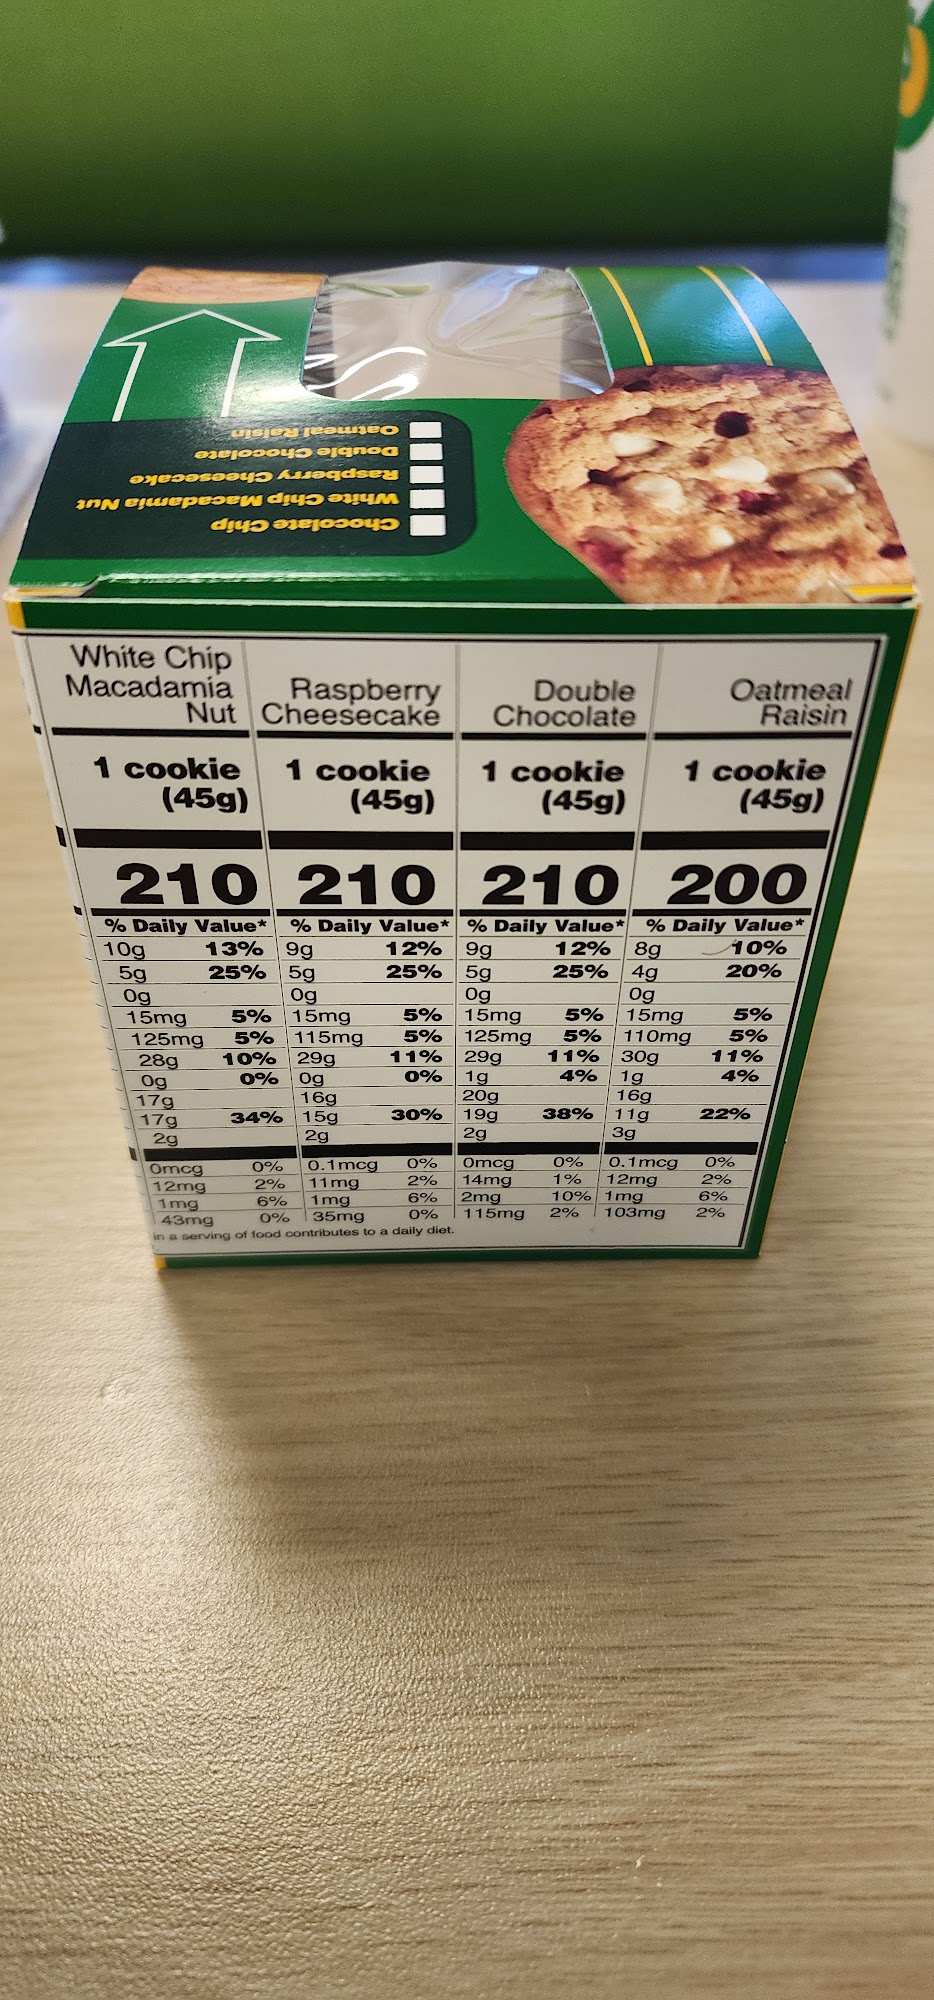 Oatmeal Raisin
Double Chocolate
Raspberry Cheesecake
White Chip Macadamia Nut
Chocolate Chip
White Chip Macadamia Nut Raspberry Cheesecake Double Chocolate Oatmeal Raisin
1 cookie (45g) 1 cookie (45g) 1 cookie (45g) 1 cookie (45g)
210 210 210 200
% Daily Value* % Daily Value* % Daily Value* % Daily Value*
10g 13% 9g 12% 9g 12% 8g 10%
5g 25% 5g 25% 5g 25% 4g 20%
0g 0g 0g 0g
15mg 5% 15mg 5% 15mg 5% 15mg 5%
125mg 5% 115mg 5% 125mg 5% 110mg 5%
28g 10% 29g 11% 29g 11% 30g 11%
0g 0% 0g 0% 1g 4% 1g 4%
17g 16g 20g 16g
17g 34% 15g 30% 19g 38% 11g 22%
2g 2g 2g 3g
0mcg 0% 0.1mcg 0% 0mcg 0% 0.1mcg 0%
12mg 2% 11mg 2% 14mg 1% 12mg 2%
1mg 6% 1mg 6% 2mg 10% 1mg 6%
43mg 0% 35mg 0% 115mg 2% 103mg 2%
in a serving of food contributes to a daily diet.